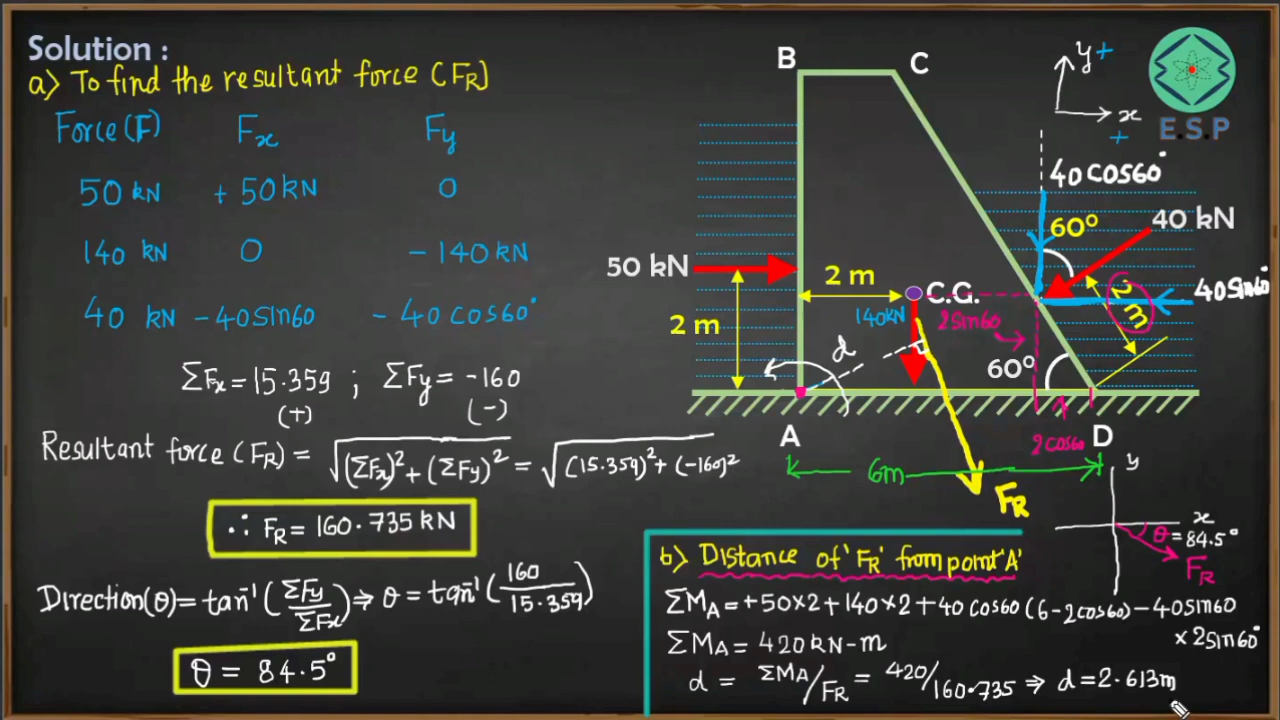 Solution :
a) To find the resultant force (FR)
Force(F) Fx Fy
50 kN + 50 kN 0
140 kN 0 - 140 kN
40 kN - 40 sin60 - 40 cos60°
ΣFx = 15.359 ; ΣFy = -160
(+) (-)
Resultant force (FR) = √(ΣFx)² + (ΣFy)² = √(15.359)² + (-160)²
∴ FR = 160.735 kN
Direction(θ) = tan⁻¹(ΣFy/ΣFx) ⇒ θ = tan⁻¹(160/15.359)
θ = 84.5°
B C
y +
x
+
E.S.P
40 cos60°
60°
40 kN
50 kN
2 m
C.G.
40 sin60°
2 m
140kN
2 sin60
2 m
d
60°
A
2 cos60
D
6m
FR
y
x
θ = 84.5°
FR
b) Distance of 'FR' from point 'A'
ΣMA = +50×2 + 140×2 + 40 cos60 (6 - 2cos60) - 40 sin60
× 2 sin60°
ΣMA = 420 kN-m
d = ΣMA/FR = 420/160.735 ⇒ d = 2.613m